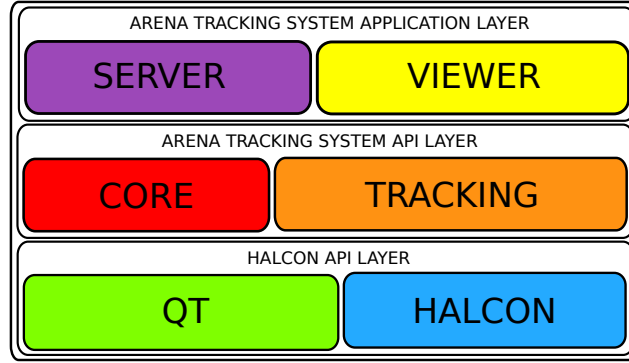 ARENA TRACKING SYSTEM APPLICATION LAYER
SERVER VIEWER
ARENA TRACKING SYSTEM API LAYER
CORE TRACKING
HALCON API LAYER
QT HALCON